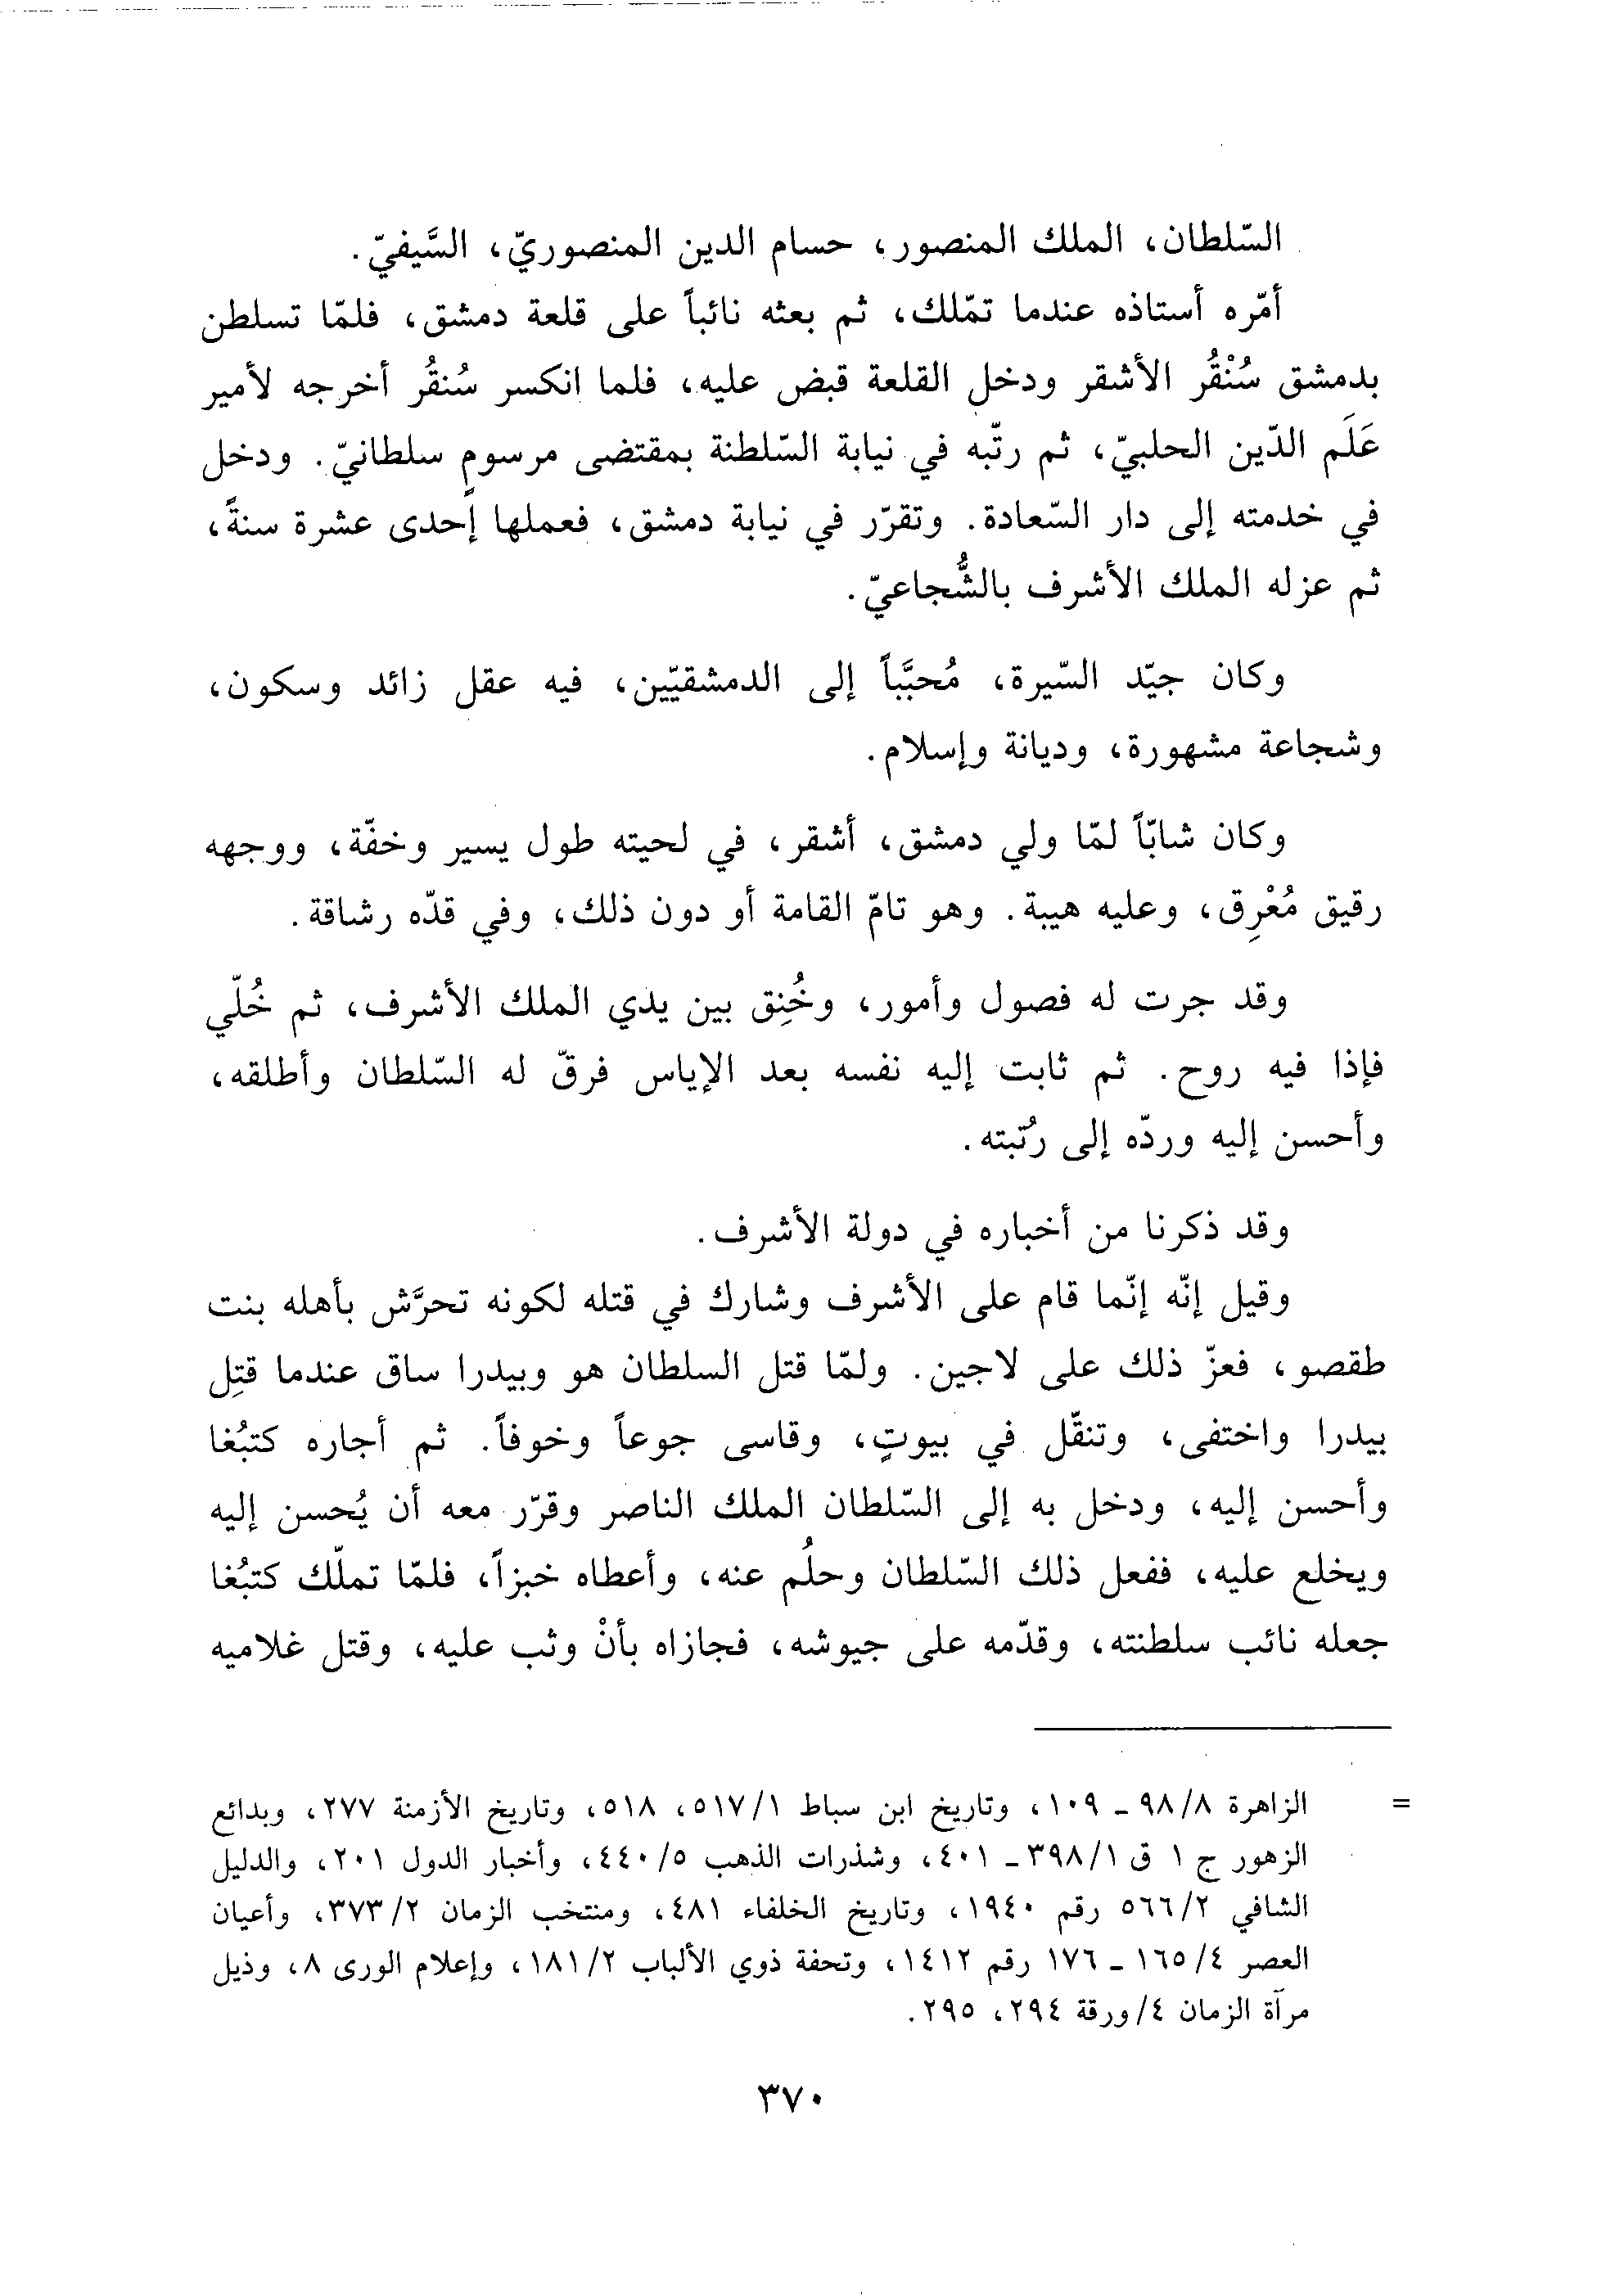 السّلطان، الملك المنصور، حسام الدين المنصوريّ، السَّيفيّ.
أمّره أستاذه عندما تمّلك، ثم بعثه نائباً على قلعة دمشق، فلمّا تسلطن
بدمشق سُنْقُر الأشقر ودخل القلعة قبض عليه، فلما انكسر سُنقُر أخرجه لأمير
عَلَم الدّين الحلبيّ، ثم رتّبه في نيابة السّلطنة بمقتضى مرسومٍ سلطانيّ. ودخل
في خدمته إلى دار السّعادة. وتقرّر في نيابة دمشق، فعملها إحدى عشرة سنةً،
ثم عزله الملك الأشرف بالشُّجاعيّ.
وكان جيّد السّيرة، مُحبَّباً إلى الدمشقيّين، فيه عقل زائد وسكون،
وشجاعة مشهورة، وديانة وإسلام.
وكان شابّاً لمّا ولي دمشق، أشقر، في لحيته طول يسير وخفّة، ووجهه
رقيق مُعْرِق، وعليه هيبة. وهو تامّ القامة أو دون ذلك، وفي قدّه رشاقة.
وقد جرت له فصول وأمور، وخُنِق بين يدي الملك الأشرف، ثم خُلّي
فإذا فيه روح. ثم ثابت إليه نفسه بعد الإياس فرقّ له السّلطان وأطلقه،
وأحسن إليه وردّه إلى رُتبته.
وقد ذكرنا من أخباره في دولة الأشرف.
وقيل إنّه إنّما قام على الأشرف وشارك في قتله لكونه تحرَّش بأهله بنت
طقصو، فعزّ ذلك على لاجين. ولمّا قتل السلطان هو وبيدرا ساق عندما قتِل
بيدرا واختفى، وتنقّل في بيوتٍ، وقاسى جوعاً وخوفاً. ثم أجاره كتبُغا
وأحسن إليه، ودخل به إلى السّلطان الملك الناصر وقرّر معه أن يُحسن إليه
ويخلع عليه، ففعل ذلك السّلطان وحلُم عنه، وأعطاه خبزاً، فلمّا تملّك كتبُغا
جعله نائب سلطنته، وقدّمه على جيوشه، فجازاه بأنْ وثب عليه، وقتل غلاميه
= الزاهرة ٨/ ٩٨ ـ ١٠٩، وتاريخ ابن سباط ١/ ٥١٧، ٥١٨، وتاريخ الأزمنة ٢٧٧، وبدائع
الزهور ج ١ ق ١/ ٣٩٨ ـ ٤٠١، وشذرات الذهب ٥/ ٤٤٠، وأخبار الدول ٢٠١، والدليل
الشافي ٢/ ٥٦٦ رقم ١٩٤٠، وتاريخ الخلفاء ٤٨١، ومنتخب الزمان ٢/ ٣٧٣، وأعيان
العصر ٤/ ١٦٥ ـ ١٧٦ رقم ١٤١٢، وتحفة ذوي الألباب ٢/ ١٨١، وإعلام الورى ٨، وذيل
مرآة الزمان ٤/ ورقة ٢٩٤، ٢٩٥.
٣٧٠